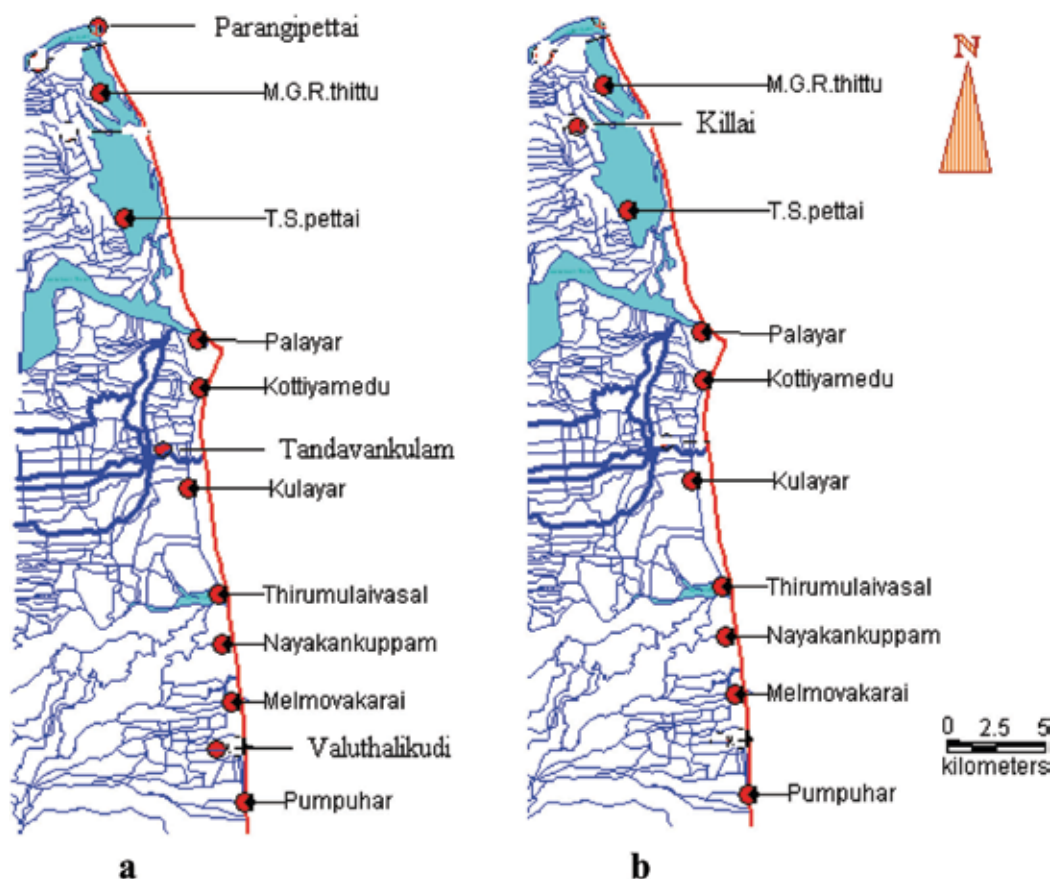 Parangipettai
M.G.R.thittu
T.S.pettai
Palayar
Kottiyamedu
Tandavankulam
Kulayar
Thirumulaivasal
Nayakankuppam
Melmovakarai
Valuthalikudi
Pumpuhar
a
M.G.R.thittu
Killai
T.S.pettai
Palayar
Kottiyamedu
Kulayar
Thirumulaivasal
Nayakankuppam
Melmovakarai
Pumpuhar
b
N
0 2.5 5
kilometers